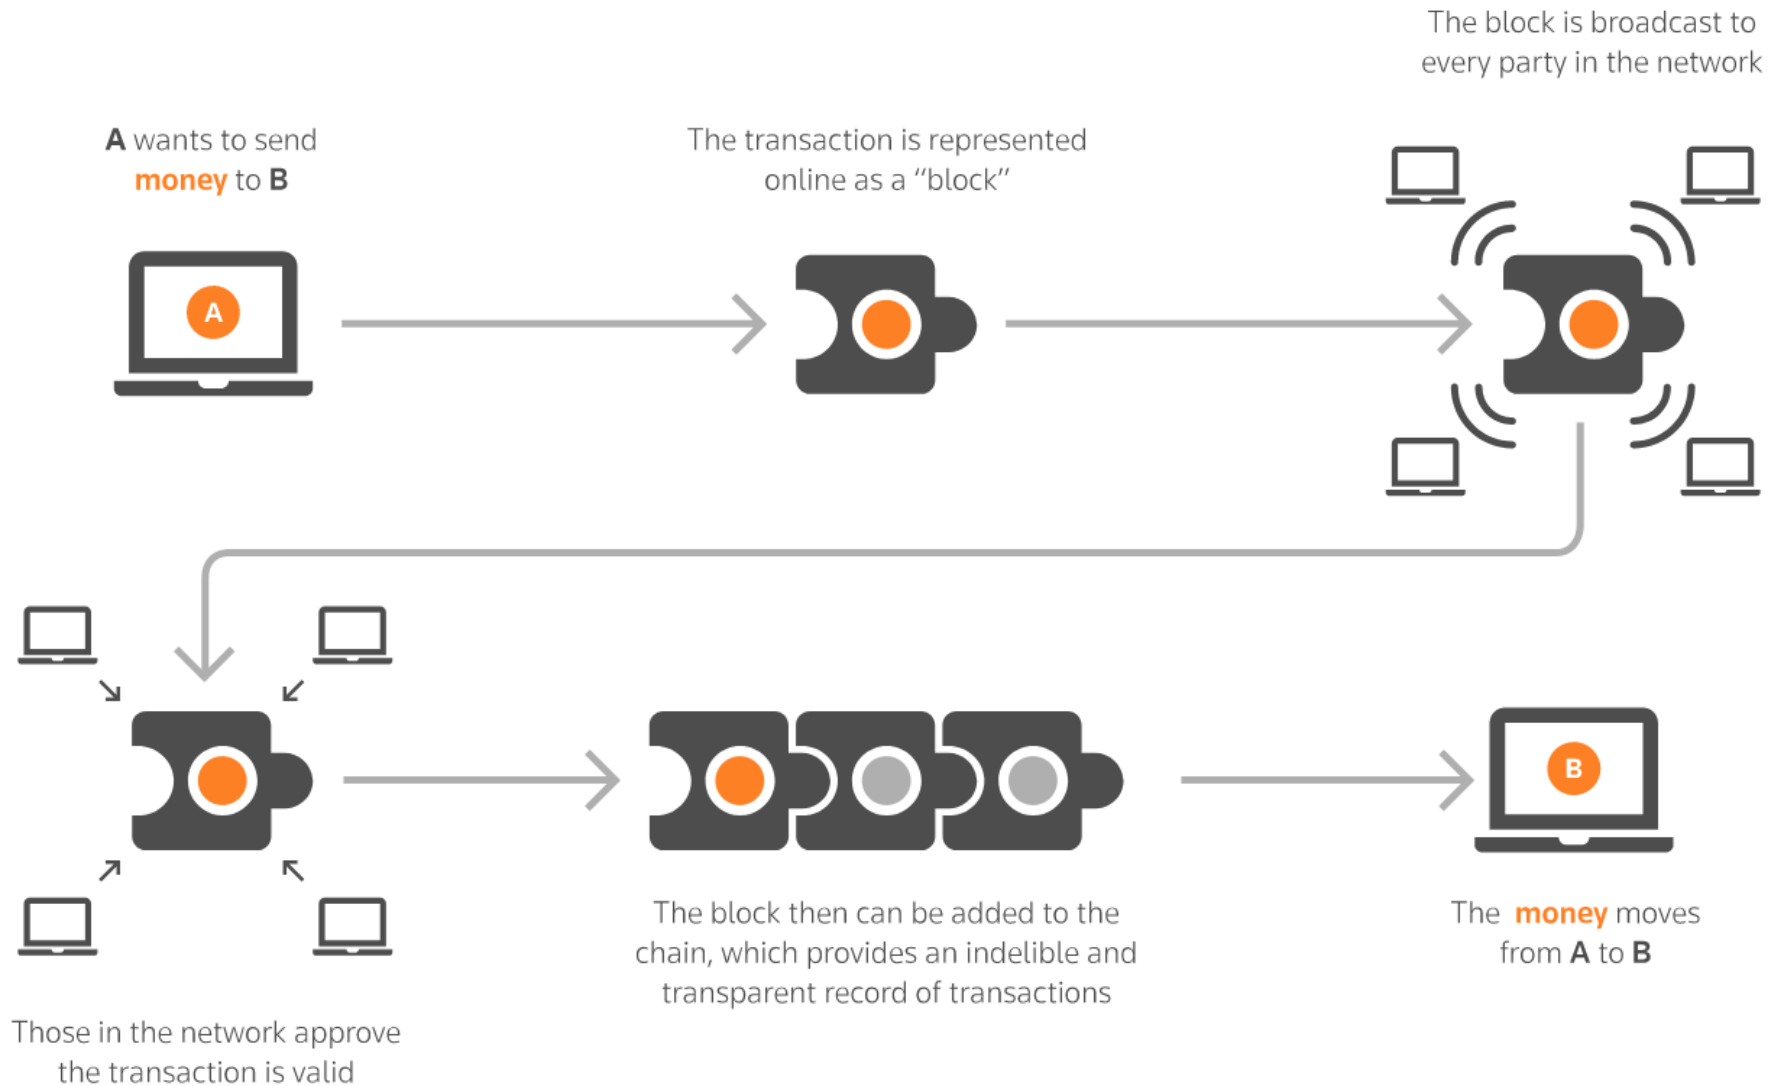 A wants to send
money to B
A
The transaction is represented
online as a “block”
The block is broadcast to
every party in the network
Those in the network approve
the transaction is valid
The block then can be added to the
chain, which provides an indelible and
transparent record of transactions
B
The money moves
from A to B